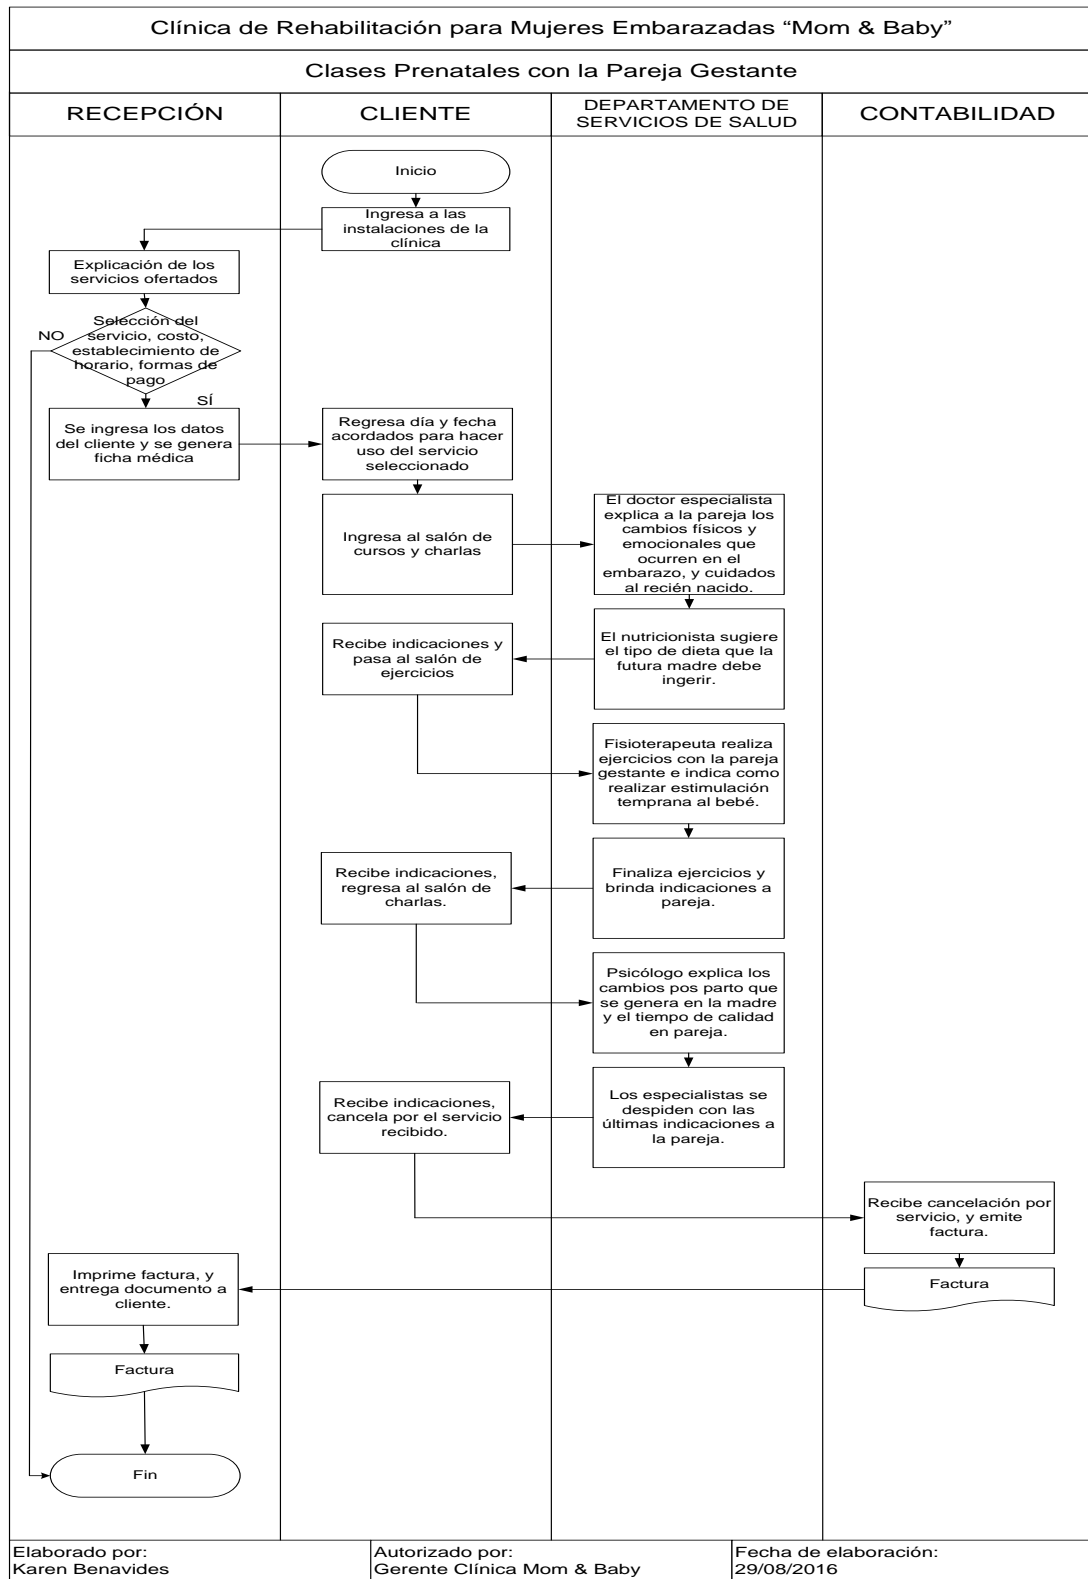 Clínica de Rehabilitación para Mujeres Embarazadas “Mom & Baby”
Clases Prenatales con la Pareja Gestante
RECEPCIÓN
CLIENTE
DEPARTAMENTO DE
SERVICIOS DE SALUD
CONTABILIDAD
Inicio
Ingresa a las
instalaciones de la
clínica
Explicación de los
servicios ofertados
Selección del
servicio, costo,
establecimiento de
horario, formas de
pago
NO
SÍ
Se ingresa los datos
del cliente y se genera
ficha médica
Regresa día y fecha
acordados para hacer
uso del servicio
seleccionado
Ingresa al salón de
cursos y charlas
El doctor especialista
explica a la pareja los
cambios físicos y
emocionales que
ocurren en el
embarazo, y cuidados
al recién nacido.
El nutricionista sugiere
el tipo de dieta que la
futura madre debe
ingerir.
Recibe indicaciones y
pasa al salón de
ejercicios
Fisioterapeuta realiza
ejercicios con la pareja
gestante e indica como
realizar estimulación
temprana al bebé.
Finaliza ejercicios y
brinda indicaciones a
pareja.
Recibe indicaciones,
regresa al salón de
charlas.
Psicólogo explica los
cambios pos parto que
se genera en la madre
y el tiempo de calidad
en pareja.
Los especialistas se
despiden con las
últimas indicaciones a
la pareja.
Recibe indicaciones,
cancela por el servicio
recibido.
Recibe cancelación por
servicio, y emite
factura.
Factura
Imprime factura, y
entrega documento a
cliente.
Factura
Fin
Elaborado por:
Karen Benavides
Autorizado por:
Gerente Clínica Mom & Baby
Fecha de elaboración:
29/08/2016